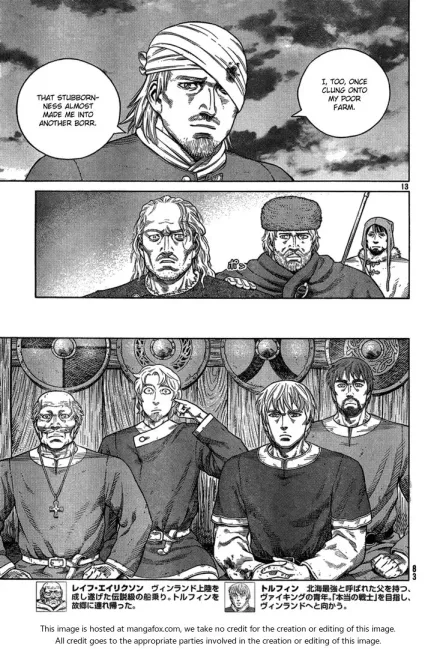 I, TOO, ONCE
CLUNG ONTO
MY POOR
FARM.
THAT STUBBORN-
NESS ALMOST
MADE ME INTO
ANOTHER BORR.
13
ポン
83
レイフ・エイリクソン ヴィンランド上陸を
成し遂げた伝説級の船乗り。トルフィンを
故郷に連れ帰った。
トルフィン 北海最強と呼ばれた父を持つ、
ヴァイキングの青年。「本当の戦士」を目指し、
ヴィンランドへと向かう。
This image is hosted at mangafox.com, we take no credit for the creation or editing of this image.
All credit goes to the appropriate parties involved in the creation or editing of this image.